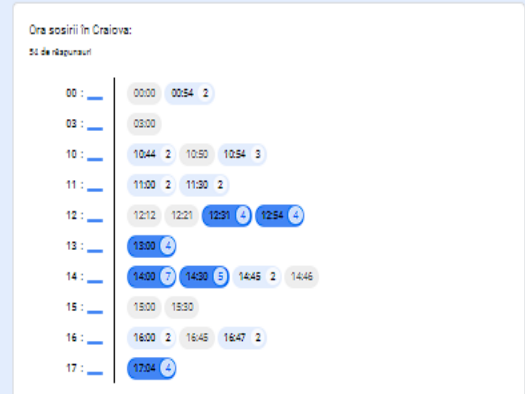 Ora sosirii în Craiova:
54 de răspunsuri
00 : __ 00:00 00:54 2
03 : __ 03:00
10 : __ 10:44 2 10:50 10:54 3
11 : __ 11:00 2 11:30 2
12 : __ 12:12 12:21 12:31 4 12:54 4
13 : __ 13:00 4
14 : __ 14:00 7 14:30 5 14:45 2 14:46
15 : __ 15:00 15:30
16 : __ 16:00 2 16:45 16:47 2
17 : __ 17:04 4